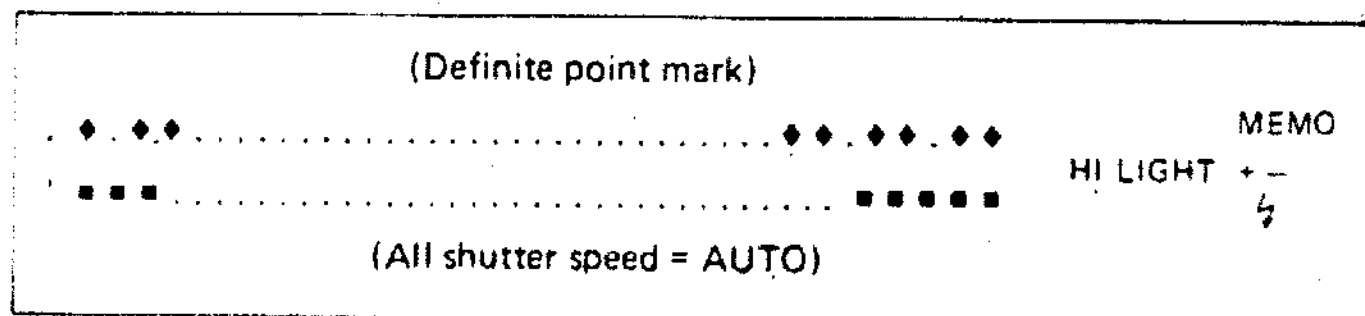 (Definite point mark)
MEMO
HI LIGHT + −
(All shutter speed = AUTO)